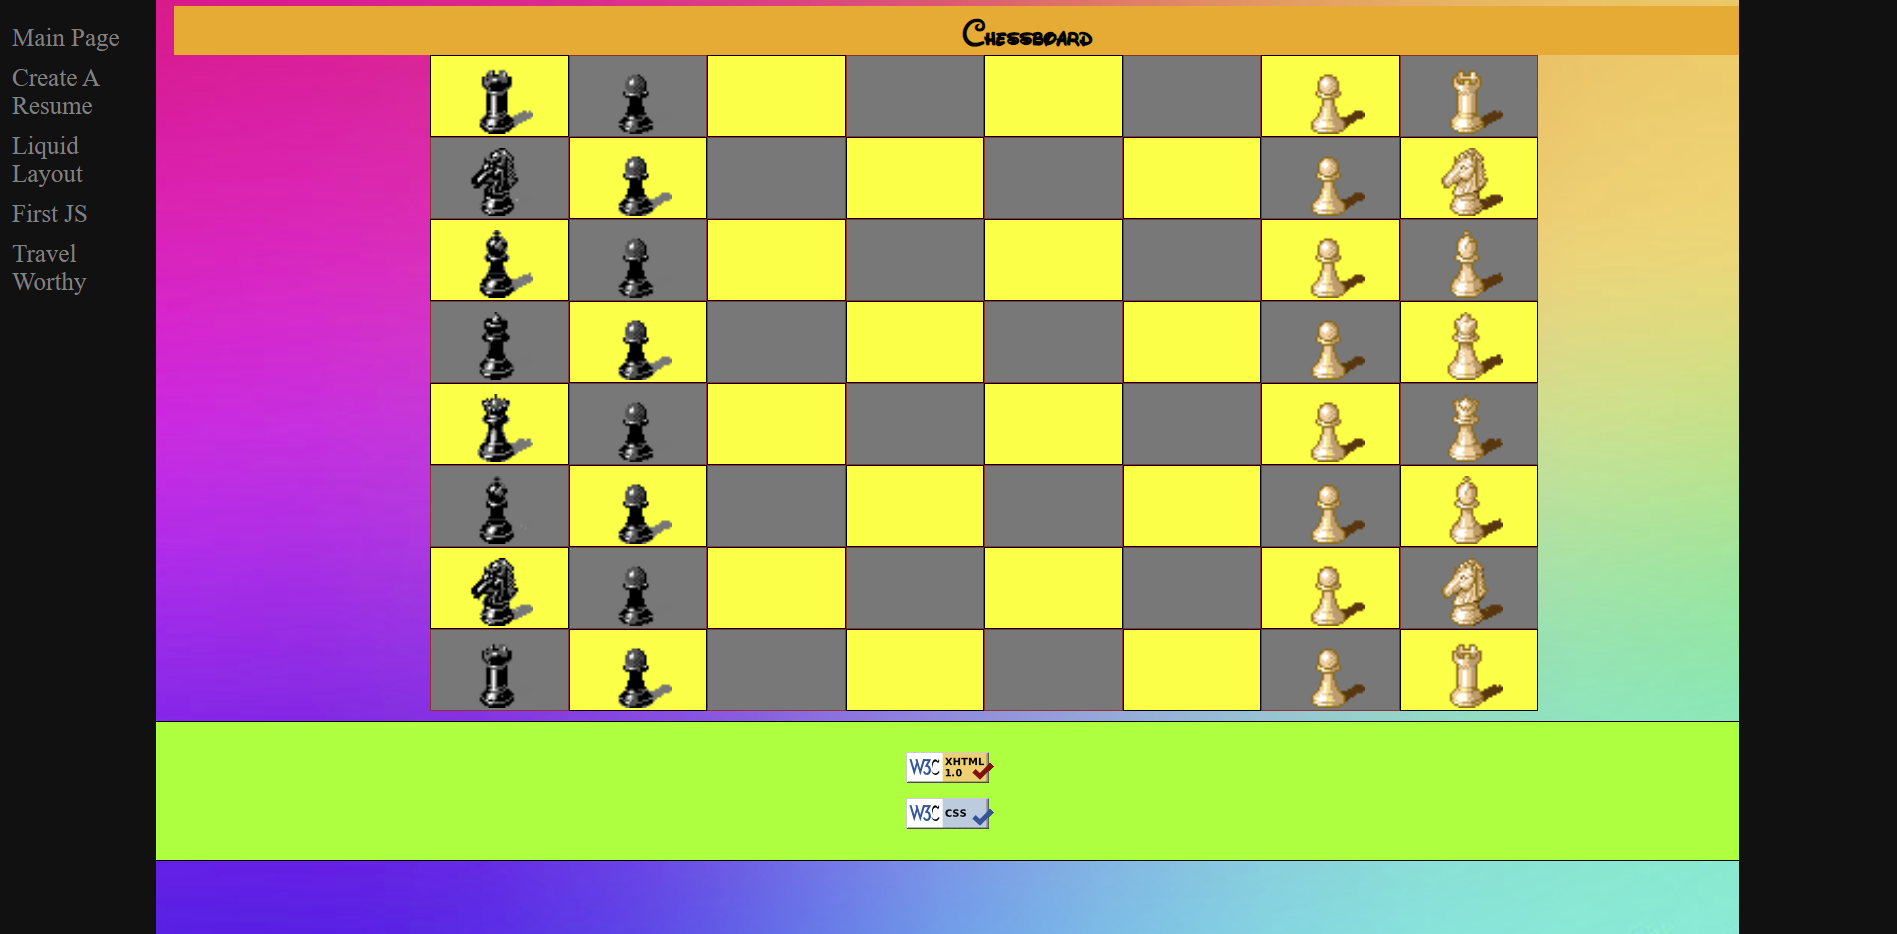 Main Page
Create A
Resume
Liquid
Layout
First JS
Travel
Worthy
Chessboard
W3C XHTML
1.0
W3C css